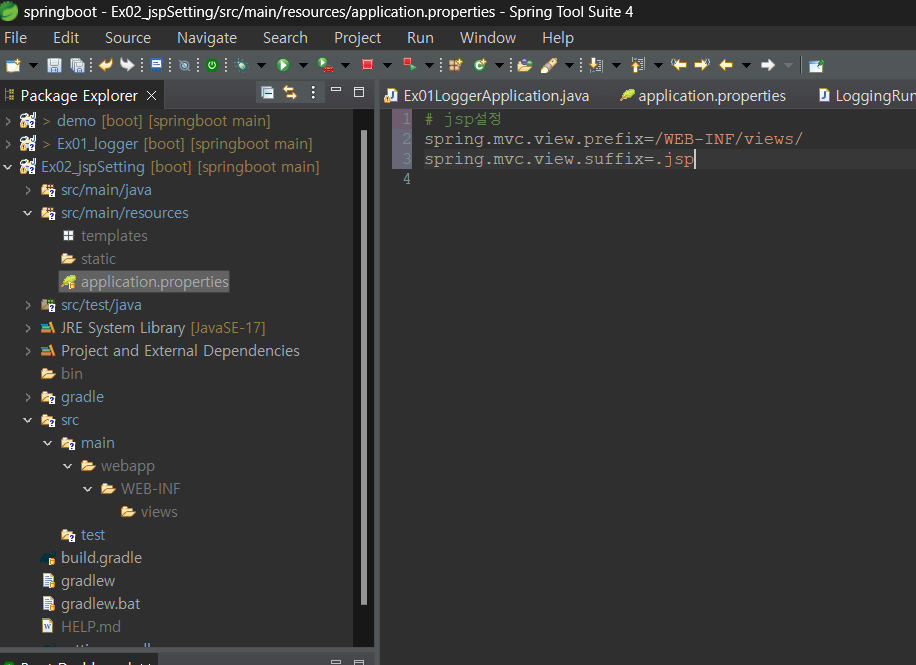 springboot - Ex02_jspSetting/src/main/resources/application.properties - Spring Tool Suite 4
File Edit Source Navigate Search Project Run Window Help
Package Explorer
> demo [boot] [springboot main]
> Ex01_logger [boot] [springboot main]
Ex02_jspSetting [boot] [springboot main]
src/main/java
src/main/resources
templates
static
application.properties
src/test/java
JRE System Library [JavaSE-17]
Project and External Dependencies
bin
gradle
src
main
webapp
WEB-INF
views
test
build.gradle
gradlew
gradlew.bat
HELP.md
Ex01LoggerApplication.java application.properties LoggingRun
1 # jsp설정
2 spring.mvc.view.prefix=/WEB-INF/views/
3 spring.mvc.view.suffix=.jsp
4